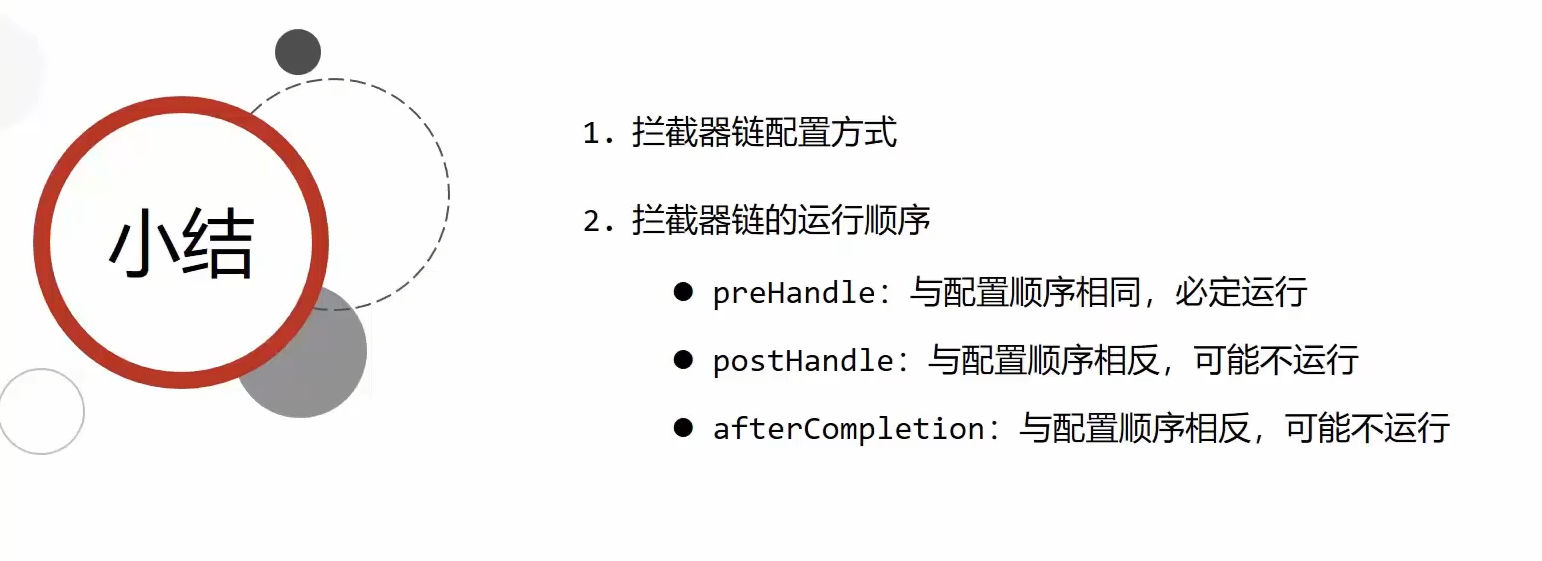 小结
1. 拦截器链配置方式
2. 拦截器链的运行顺序
● preHandle：与配置顺序相同，必定运行
● postHandle：与配置顺序相反，可能不运行
● afterCompletion：与配置顺序相反，可能不运行